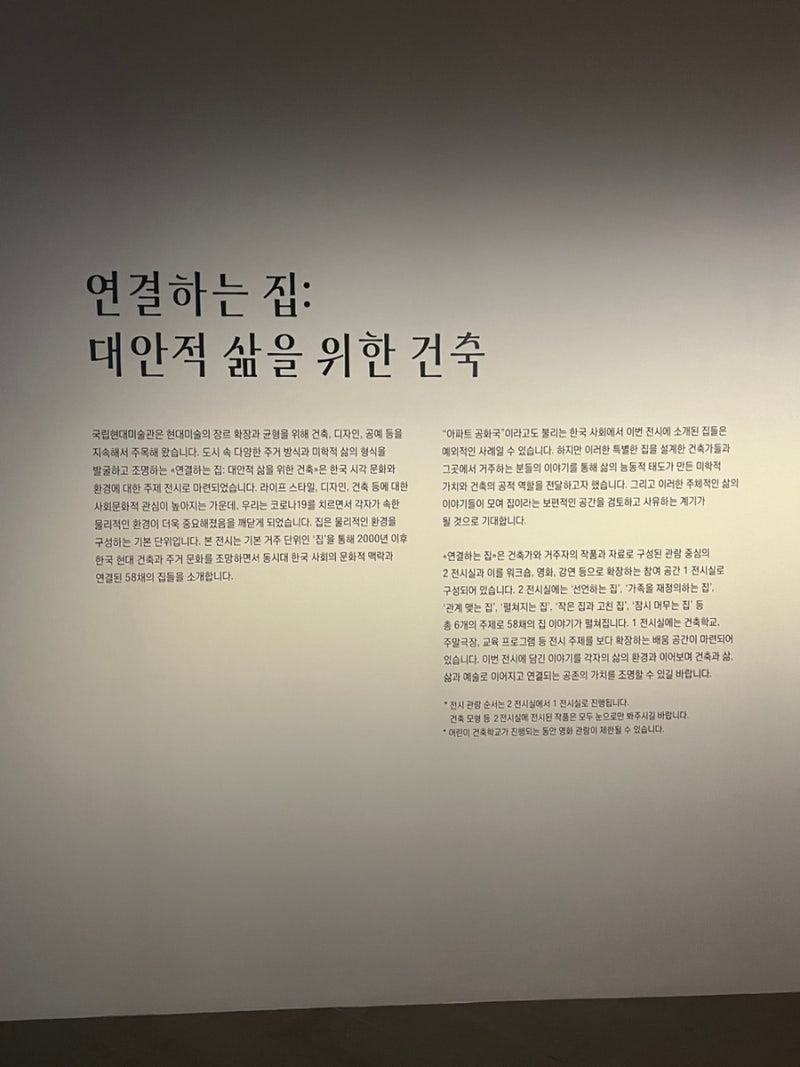 연결하는 집:
대안적 삶을 위한 건축
국립현대미술관은 현대미술의 장르 확장과 균형을 위해 건축, 디자인, 공예 등을
지속해서 주목해 왔습니다. 도시 속 다양한 주거 방식과 미학적 삶의 형식을
발굴하고 조명하는 «연결하는 집: 대안적 삶을 위한 건축»은 한국 시각 문화와
환경에 대한 주제 전시로 마련되었습니다. 라이프 스타일, 디자인, 건축 등에 대한
사회문화적 관심이 높아지는 가운데, 우리는 코로나19를 치르면서 각자가 속한
물리적인 환경이 더욱 중요해졌음을 깨닫게 되었습니다. 집은 물리적인 환경을
구성하는 기본 단위입니다. 본 전시는 기본 거주 단위인 ‘집’을 통해 2000년 이후
한국 현대 건축과 주거 문화를 조망하면서 동시대 한국 사회의 문화적 맥락과
연결된 58채의 집들을 소개합니다.
“아파트 공화국”이라고도 불리는 한국 사회에서 이번 전시에 소개된 집들은
예외적인 사례일 수 있습니다. 하지만 이러한 특별한 집을 설계한 건축가들과
그곳에서 거주하는 분들의 이야기를 통해 삶의 능동적 태도가 만든 미학적
가치와 건축의 공적 역할을 전달하고자 했습니다. 그리고 이러한 주체적인 삶의
이야기들이 모여 집이라는 보편적인 공간을 검토하고 사유하는 계기가
될 것으로 기대합니다.
«연결하는 집»은 건축가와 거주자의 작품과 자료로 구성된 관람 중심의
2 전시실과 이를 워크숍, 영화, 강연 등으로 확장하는 참여 공간 1 전시실로
구성되어 있습니다. 2 전시실에는 ‘선언하는 집’, ‘가족을 재정의하는 집’,
‘관계 맺는 집’, ‘펼쳐지는 집’, ‘작은 집과 고친 집’, ‘잠시 머무는 집’ 등
총 6개의 주제로 58채의 집 이야기가 펼쳐집니다. 1 전시실에는 건축학교,
주말극장, 교육 프로그램 등 전시 주제를 보다 확장하는 배움 공간이 마련되어
있습니다. 이번 전시에 담긴 이야기를 각자의 삶의 환경과 이어보며 건축과 삶,
삶과 예술로 이어지고 연결되는 공존의 가치를 조명할 수 있길 바랍니다.
* 전시 관람 순서는 2 전시실에서 1 전시실로 진행됩니다.
건축 모형 등 2 전시실에 전시된 작품은 모두 눈으로만 봐주시길 바랍니다.
* 어린이 건축학교가 진행되는 동안 영화 관람이 제한될 수 있습니다.